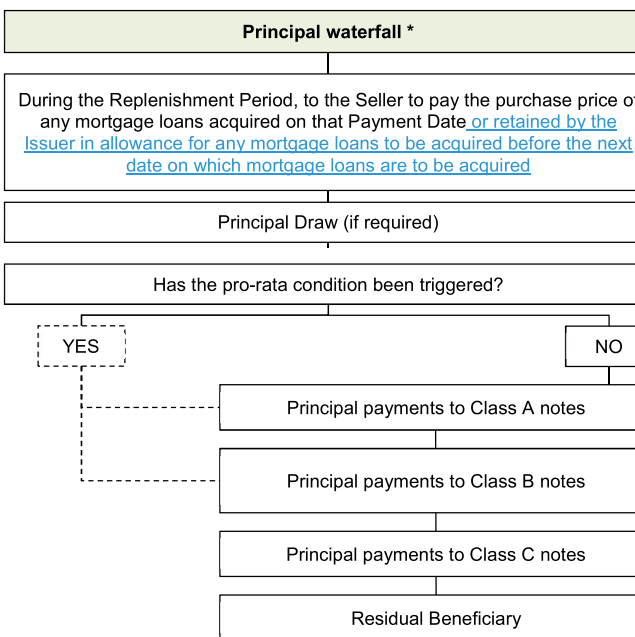 Principal waterfall *
During the Replenishment Period, to the Seller to pay the purchase price of
any mortgage loans acquired on that Payment Date or retained by the
Issuer in allowance for any mortgage loans to be acquired before the next
date on which mortgage loans are to be acquired
Principal Draw (if required)
Has the pro-rata condition been triggered?
YES
NO
Principal payments to Class A notes
Principal payments to Class B notes
Principal payments to Class C notes
Residual Beneficiary